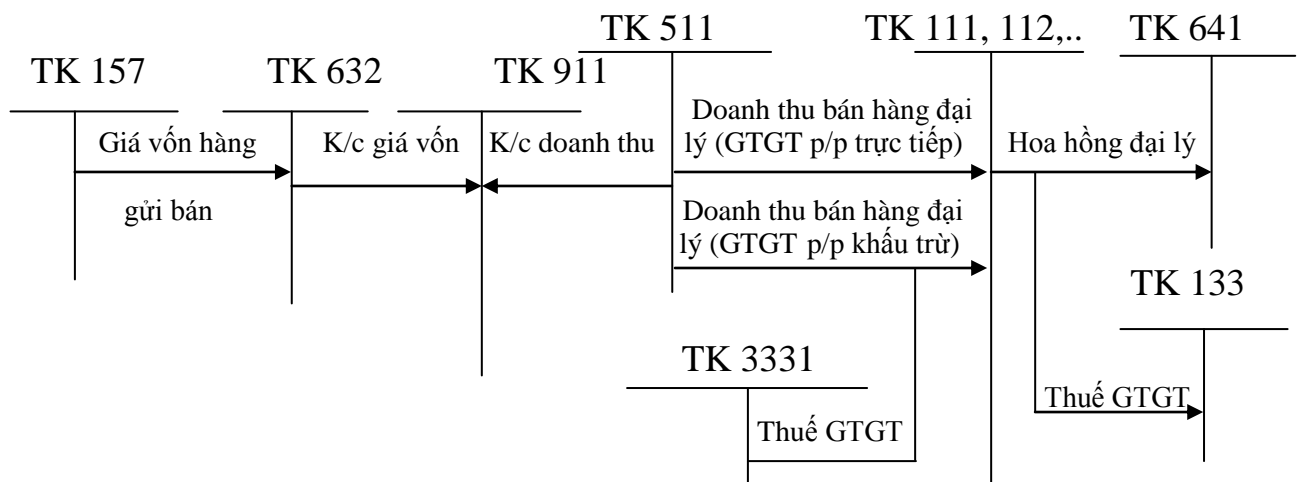 TK 511
TK 111, 112,..
TK 641
TK 157
TK 632
TK 911
Giá vốn hàng
gửi bán
K/c giá vốn
K/c doanh thu
Doanh thu bán hàng đại
lý (GTGT p/p trực tiếp)
Hoa hồng đại lý
Doanh thu bán hàng đại
lý (GTGT p/p khấu trừ)
TK 133
TK 3331
Thuế GTGT
Thuế GTGT